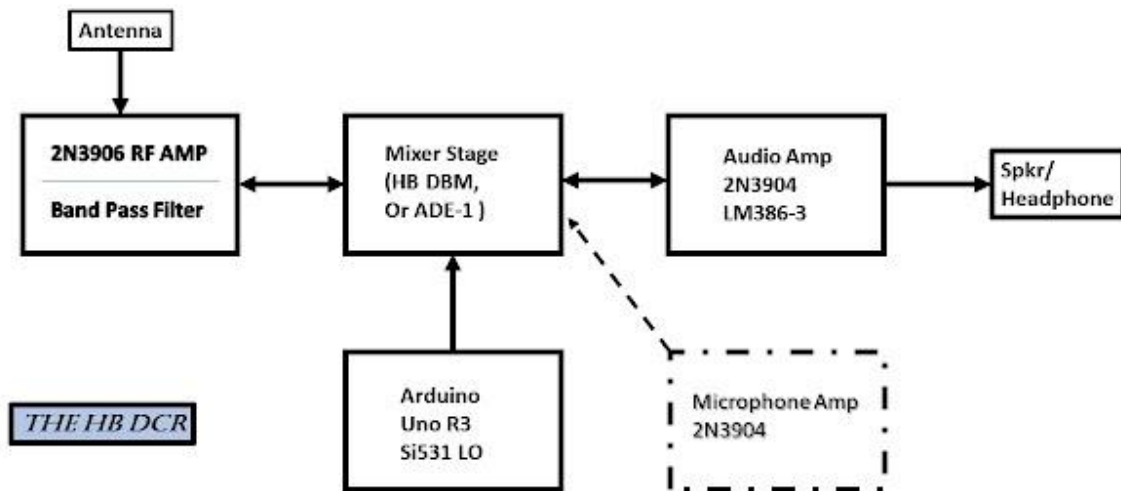 Antenna
2N3906 RF AMP
Band Pass Filter
Mixer Stage
(HB DBM,
Or ADE-1 )
Audio Amp
2N3904
LM386-3
Spkr/
Headphone
Arduino
Uno R3
Si531 LO
Microphone Amp
2N3904
THE HB DCR